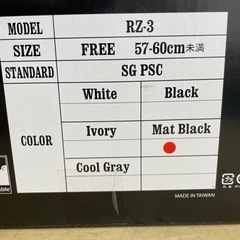 MODEL RZ-3
SIZE FREE 57-60cm未満
STANDARD SG PSC
White Black
COLOR Ivory Mat Black
Cool Gray
MADE IN TAIWAN